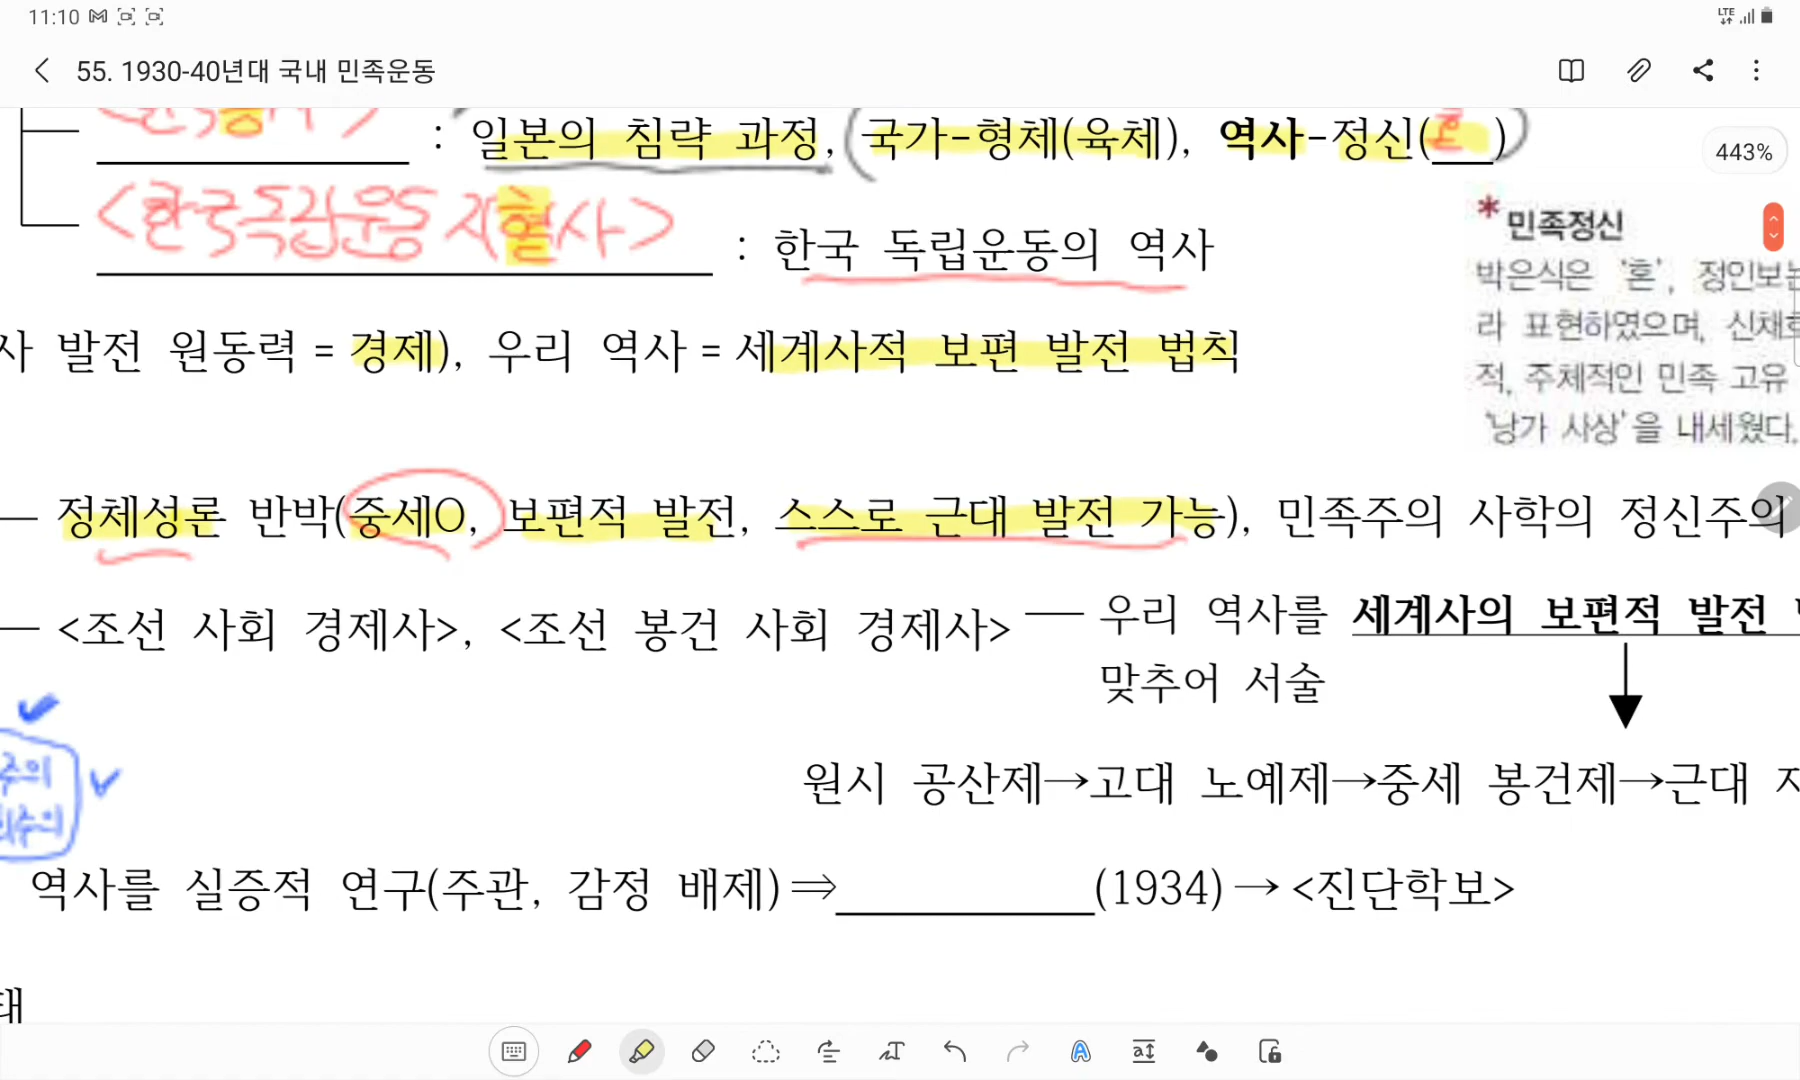 11:10
LTE
55. 1930-40년대 국내 민족운동
443%
: 일본의 침략 과정, (국가-형체(육체), 역사-정신(혼))
<한국독립운동지혈사> : 한국 독립운동의 역사
사 발전 원동력 = 경제), 우리 역사 = 세계사적 보편 발전 법칙
*민족정신
박은식은 '혼', 정인보는
라 표현하였으며, 신채호
적, 주체적인 민족 고유
'낭가 사상'을 내세웠다.
정체성론 반박(중세O, 보편적 발전, 스스로 근대 발전 가능), 민족주의 사학의 정신주의
<조선 사회 경제사>, <조선 봉건 사회 경제사> — 우리 역사를 세계사의 보편적 발전
맞추어 서술
원시 공산제→고대 노예제→중세 봉건제→근대
주의
역사를 실증적 연구(주관, 감정 배제)⇒ (1934)→<진단학보>
태